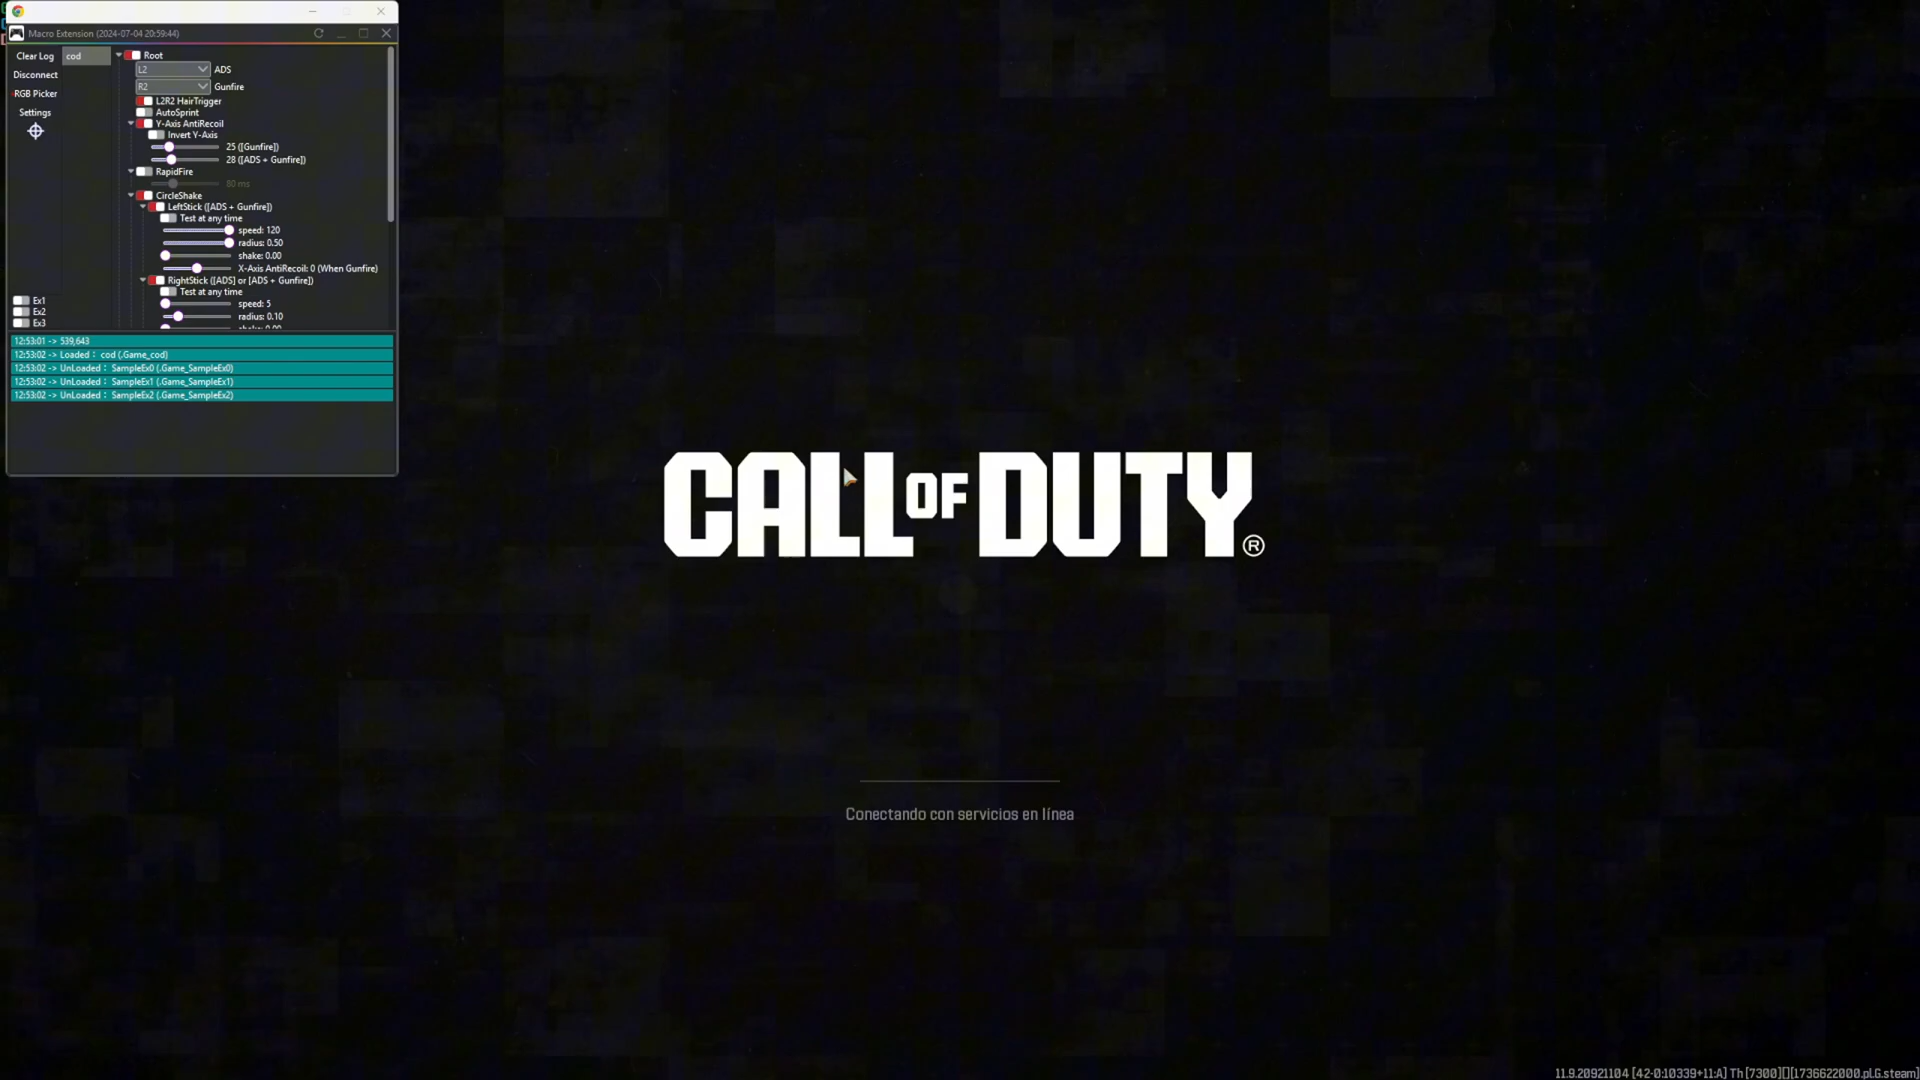 Macro Extension (2024-07-04 20:59:44)
Clear Log
cod
Disconnect
RGB Picker
Settings
Root
L2
ADS
R2
Gunfire
L2R2 HairTrigger
AutoSprint
Y-Axis AntiRecoil
Invert Y-Axis
25 ([Gunfire])
28 ([ADS + Gunfire])
RapidFire
80 ms
CircleShake
LeftStick ([ADS + Gunfire])
Test at any time
speed: 120
radius: 0.50
shake: 0.00
X-Axis AntiRecoil: 0 (When Gunfire)
RightStick ([ADS] or [ADS + Gunfire])
Test at any time
speed: 5
radius: 0.10
Ex1
Ex2
Ex3
12:53:01 -> 539,643
12:53:02 -> Loaded : cod (.Game_cod)
12:53:02 -> UnLoaded : SampleEx0 (.Game_SampleEx0)
12:53:02 -> UnLoaded : SampleEx1 (.Game_SampleEx1)
12:53:02 -> UnLoaded : SampleEx2 (.Game_SampleEx2)
CALL OF DUTY®
Conectando con servicios en línea
11.9.20921104 [42-0:10339+11:A] Th [7300][][1736622000.pl.G.steam]